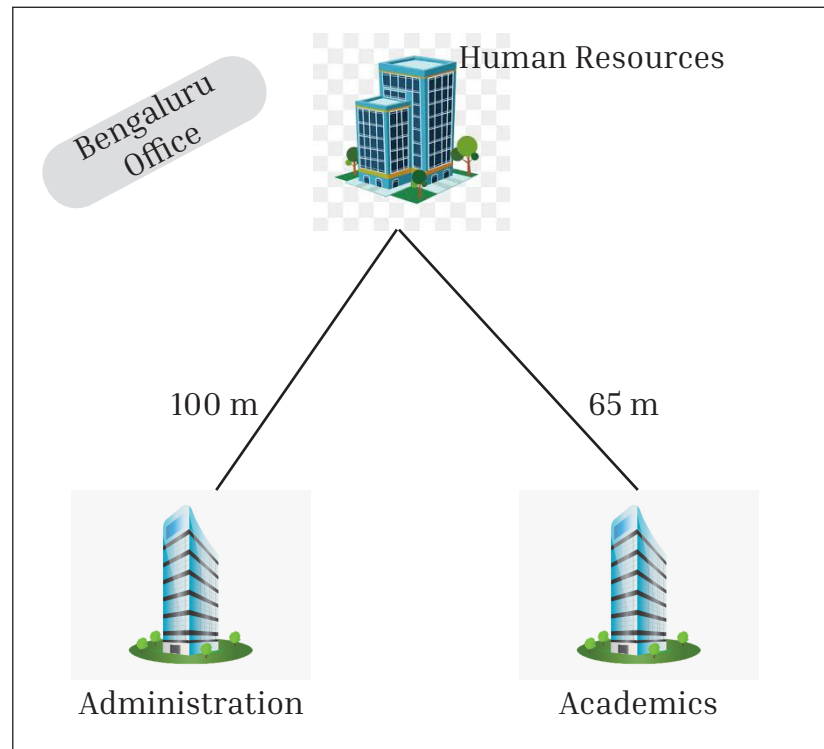 Human Resources
Bengaluru
Office
100 m
65 m
Administration
Academics